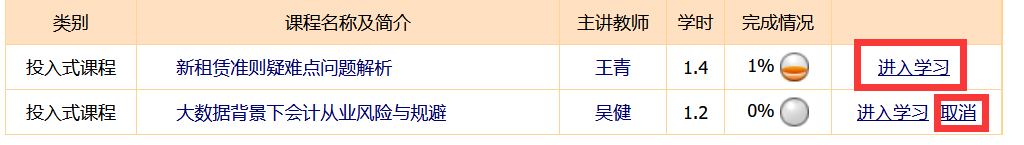 类别 课程名称及简介 主讲教师 学时 完成情况
投入式课程 新租赁准则疑难点问题解析 王青 1.4 1% 进入学习
投入式课程 大数据背景下会计从业风险与规避 吴健 1.2 0% 进入学习 取消